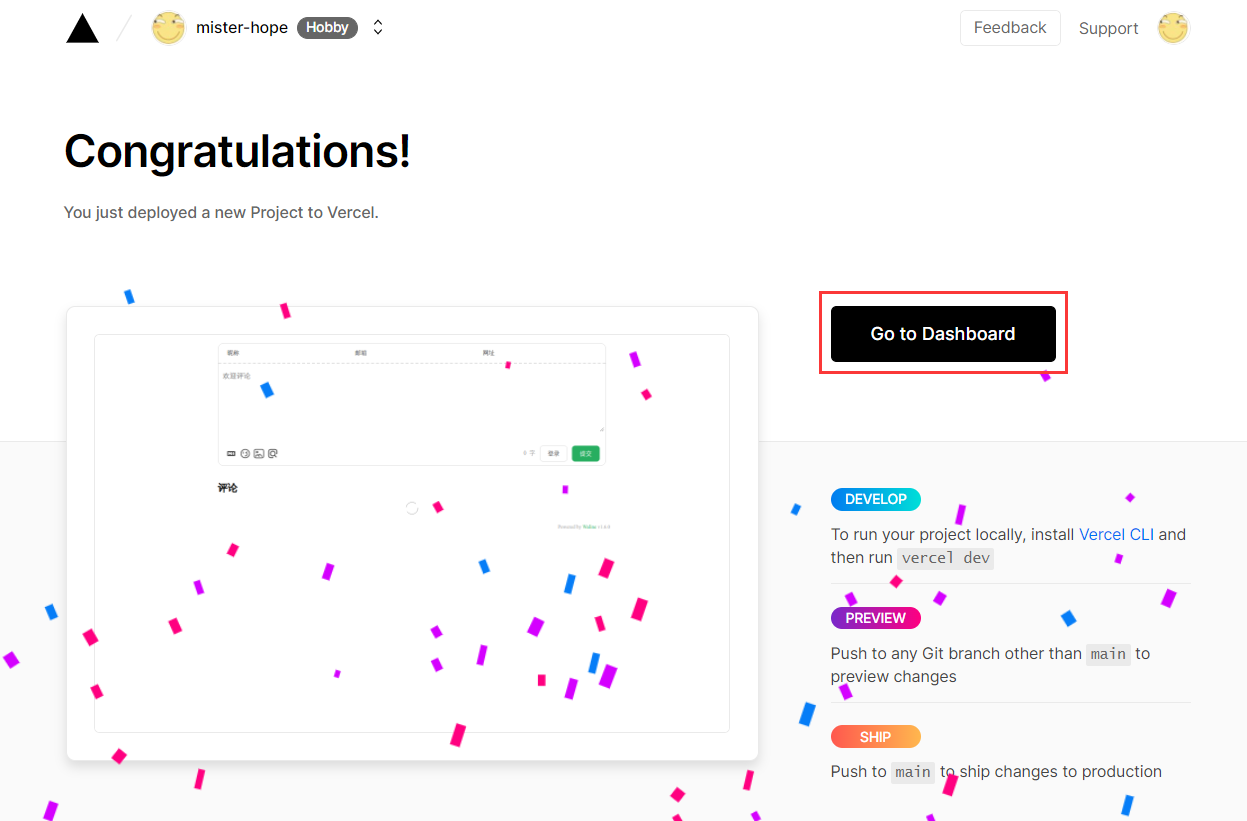 mister-hope Hobby
Feedback Support
Congratulations!
You just deployed a new Project to Vercel.
Go to Dashboard
昵称 邮箱 网址
欢迎评论
0 字 登录 提交
评论
Powered by Waline
DEVELOP
To run your project locally, install Vercel CLI and
then run vercel dev
PREVIEW
Push to any Git branch other than main to
preview changes
SHIP
Push to main to ship changes to production